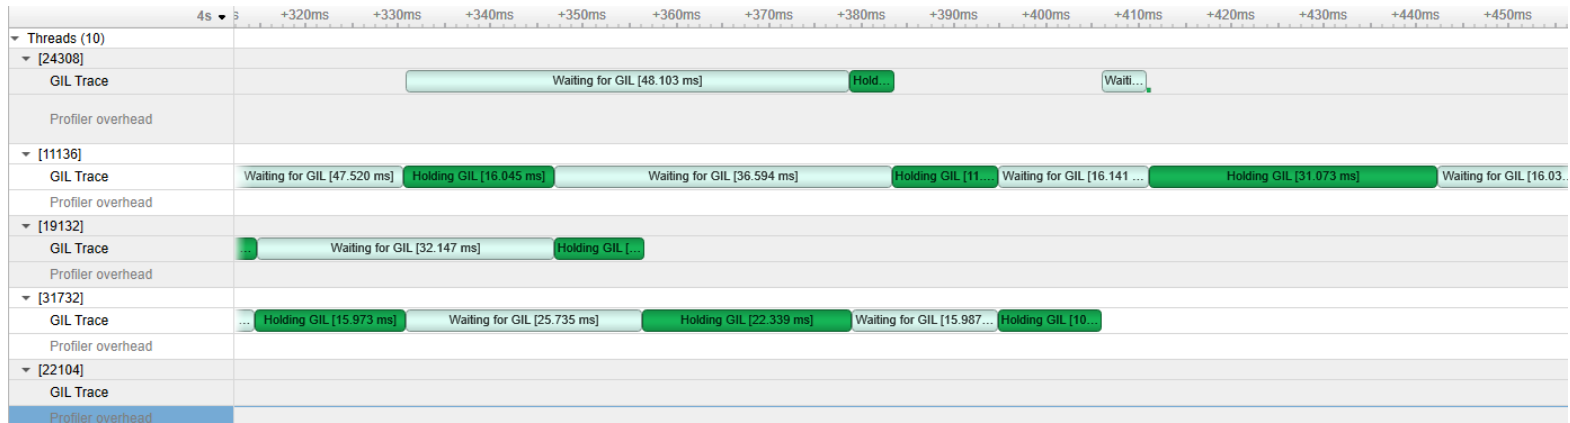 4s +320ms +330ms +340ms +350ms +360ms +370ms +380ms +390ms +400ms +410ms +420ms +430ms +440ms +450ms
Threads (10)
[24308]
GIL Trace Waiting for GIL [48.103 ms] Hold... Waiti...
Profiler overhead
[11136]
GIL Trace Waiting for GIL [47.520 ms] Holding GIL [16.045 ms] Waiting for GIL [36.594 ms] Holding GIL [11.... Waiting for GIL [16.141 ... Holding GIL [31.073 ms] Waiting for GIL [16.03...
Profiler overhead
[19132]
GIL Trace ... Waiting for GIL [32.147 ms] Holding GIL [...
Profiler overhead
[31732]
GIL Trace ... Holding GIL [15.973 ms] Waiting for GIL [25.735 ms] Holding GIL [22.339 ms] Waiting for GIL [15.987... Holding GIL [10...
Profiler overhead
[22104]
GIL Trace
Profiler overhead